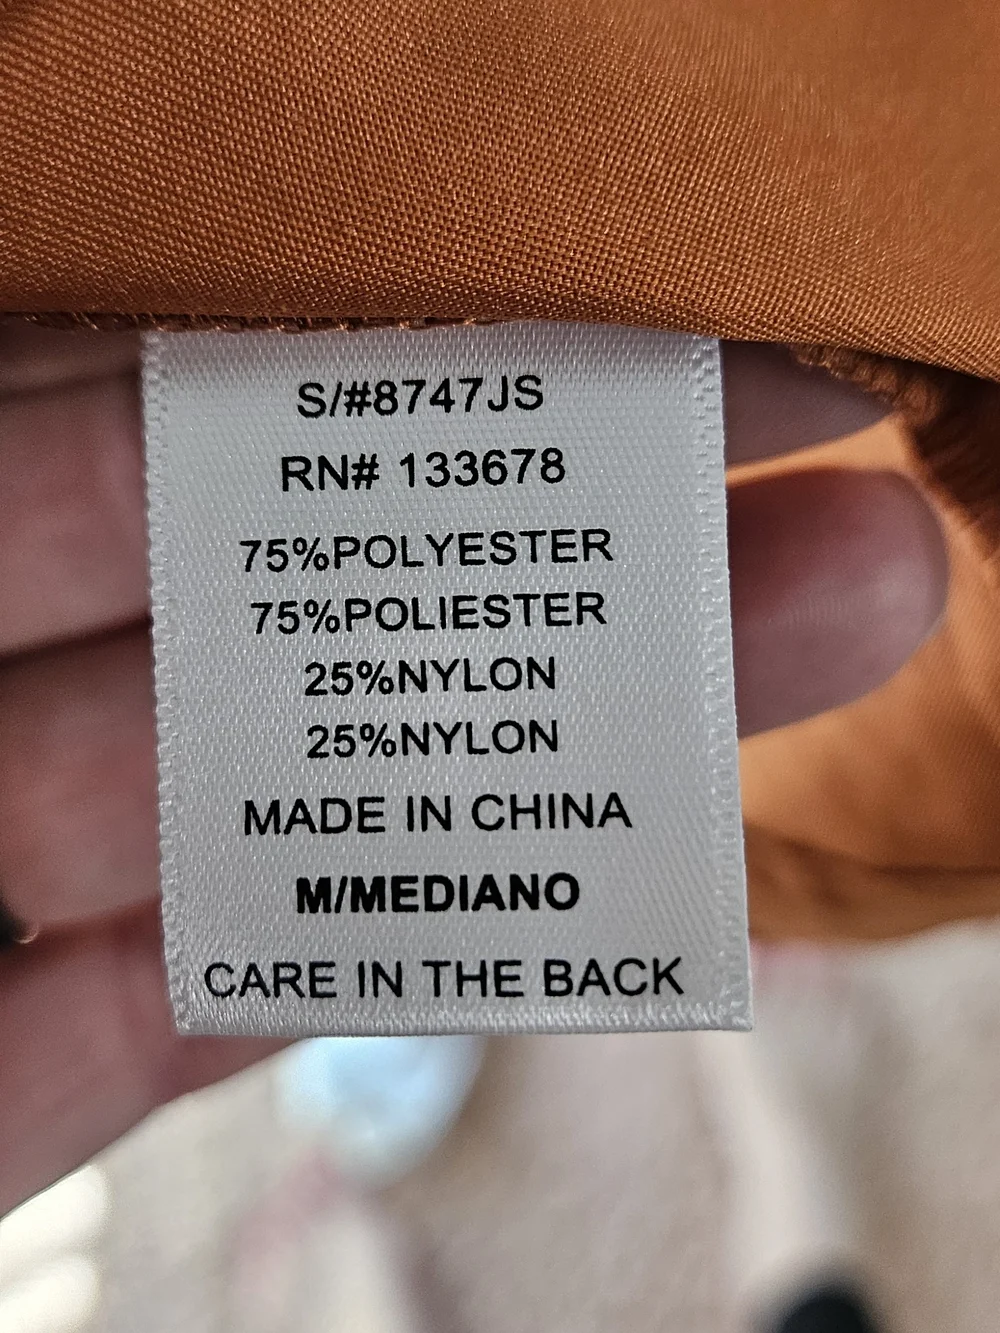 S/#8747JS
RN# 133678
75%POLYESTER
75%POLIESTER
25%NYLON
25%NYLON
MADE IN CHINA
M/MEDIANO
CARE IN THE BACK